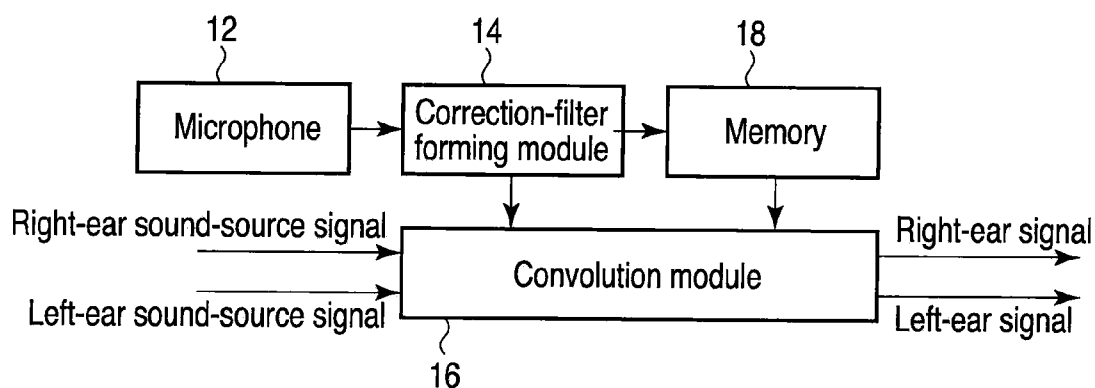 12
14
18
Microphone
Correction-filter
forming module
Memory
Right-ear sound-source signal
Right-ear signal
Convolution module
Left-ear sound-source signal
Left-ear signal
16